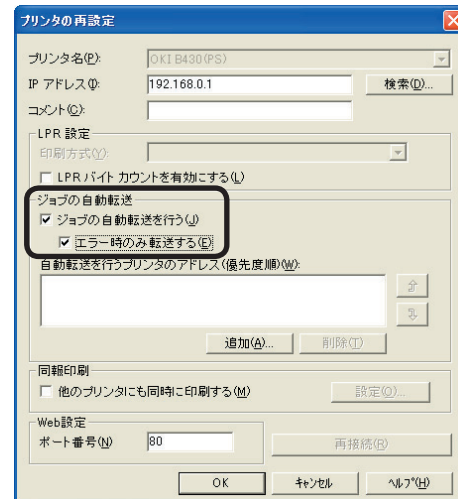 プリンタの再設定
プリンタ名(P): OKI B430(PS)
IP アドレス(I): 192.168.0.1 検索(D)...
コメント(C):
LPR 設定
印刷方式(Y):
LPR バイト カウントを有効にする(L)
ジョブの自動転送
ジョブの自動転送を行う(J)
エラー時のみ転送する(E)
自動転送を行うプリンタのアドレス(優先度順)(W):
追加(A)... 削除(T)
同報印刷
他のプリンタにも同時に印刷する(M) 設定(O)...
Web設定
ポート番号(N) 80 再接続(R)
OK キャンセル ヘルプ(H)